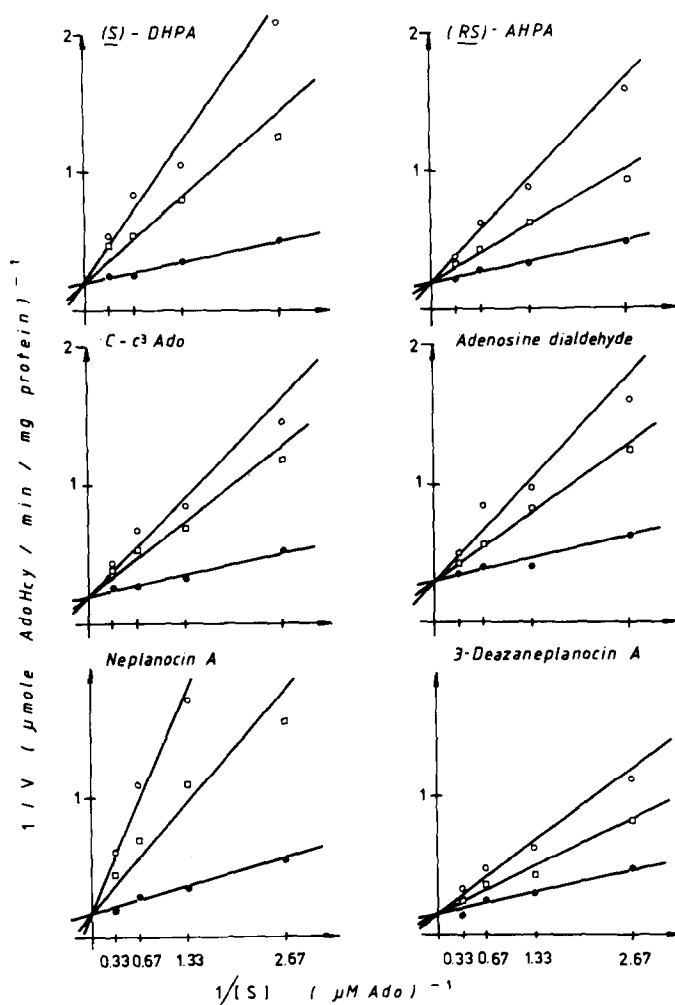 (S) - DHPA
(RS) - AHPA
2
1
2
1
C - c³ Ado
Adenosine dialdehyde
2
1
2
1
Neplanocin A
3-Deazaneplanocin A
1
1
0.33 0.67 1.33 2.67
0.33 0.67 1.33 2.67
1/[S] (μM Ado)⁻¹
1 / V (μmole AdoHcy / min / mg protein)⁻¹